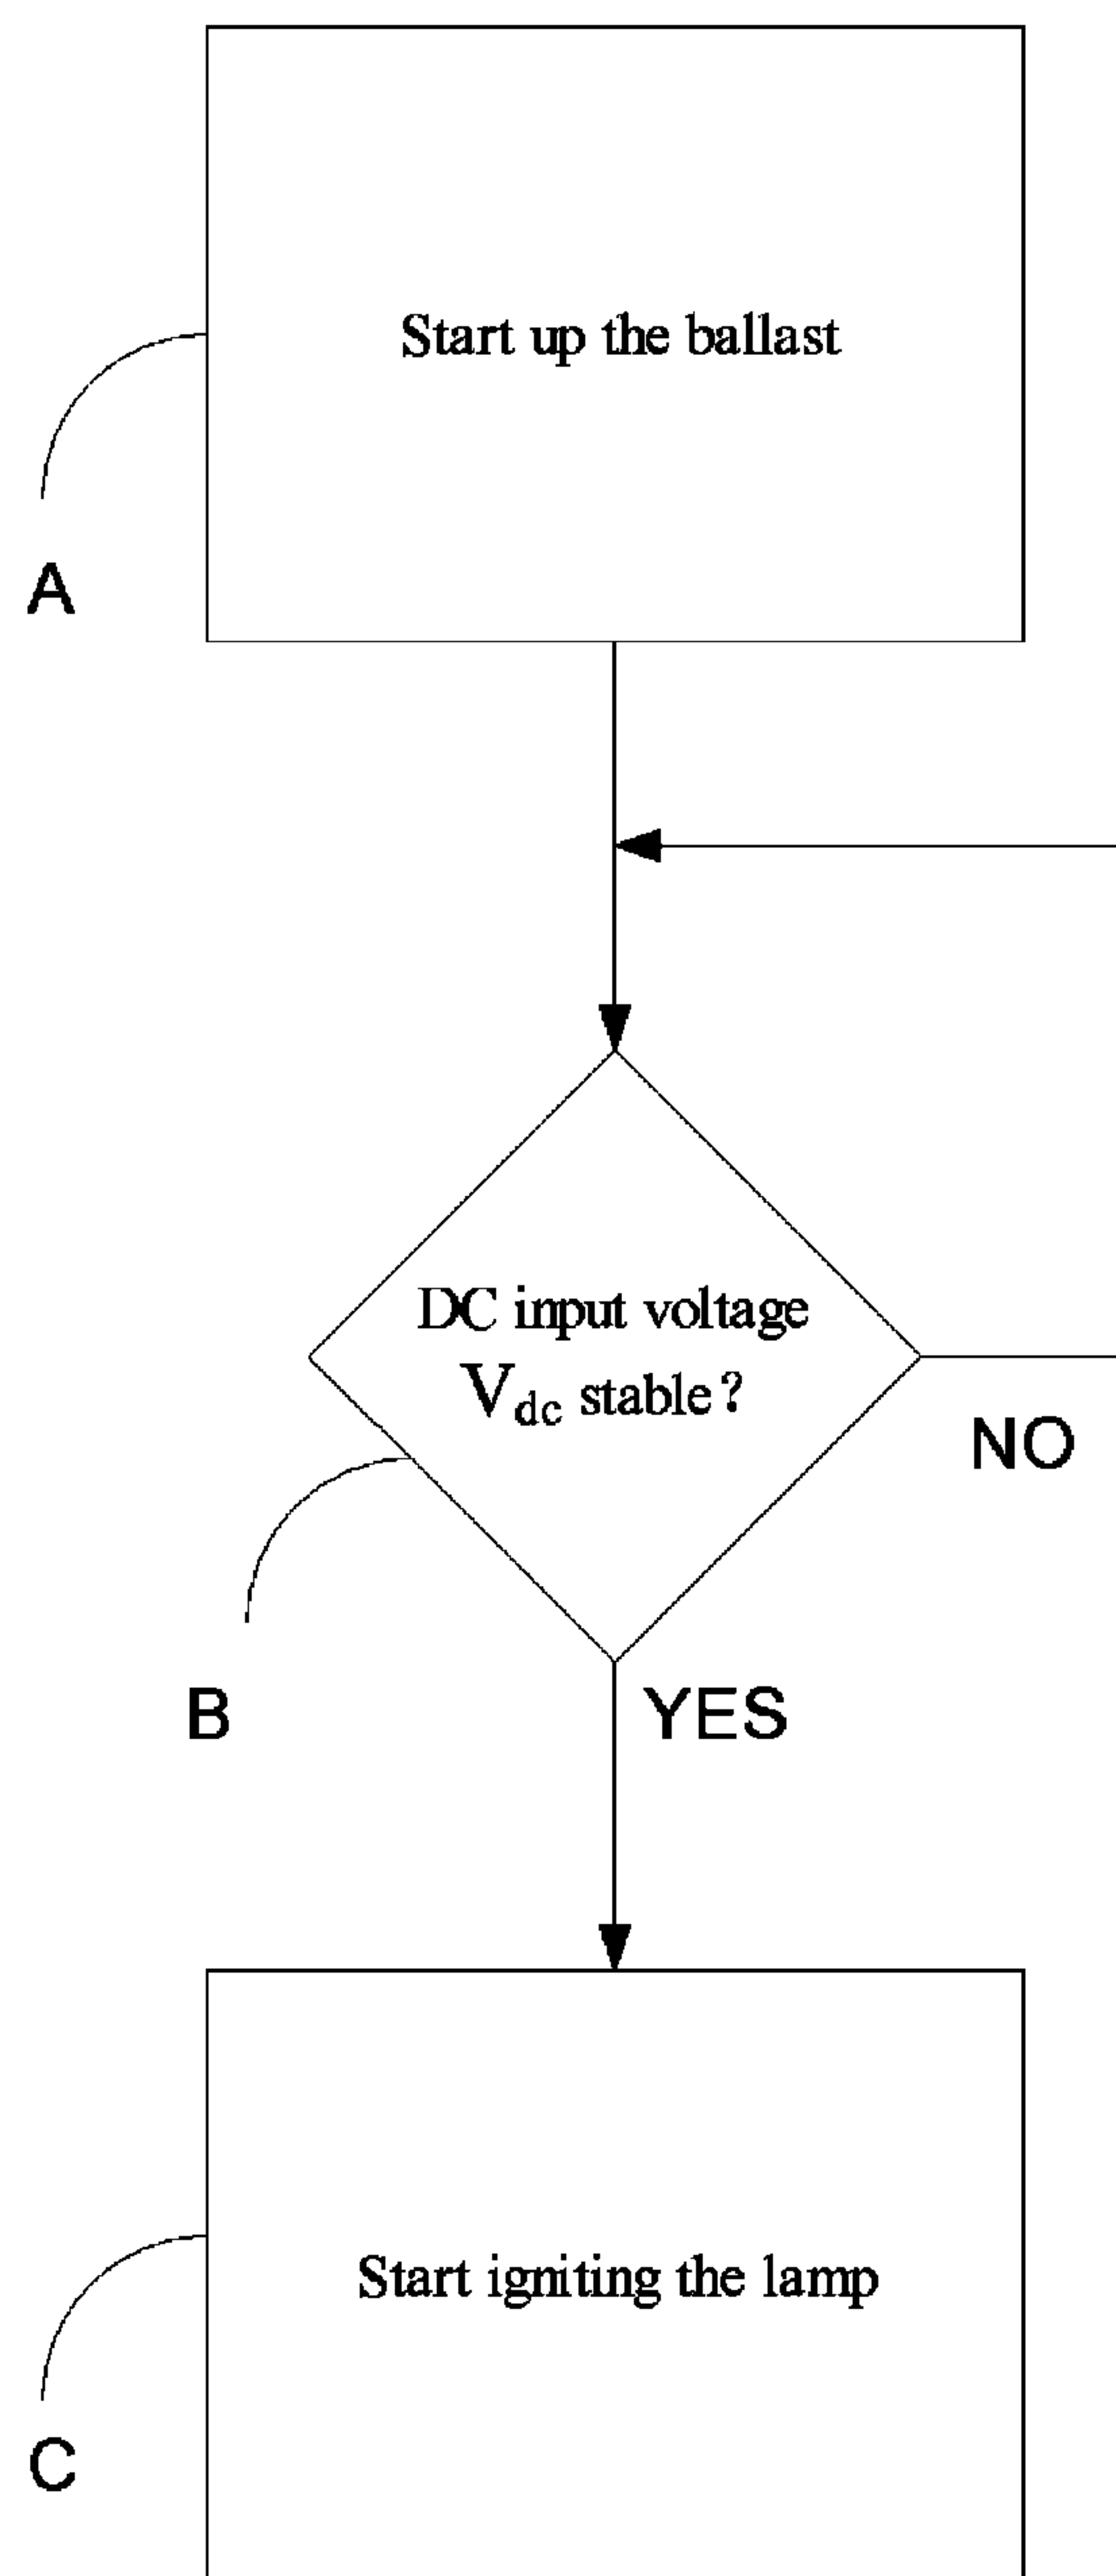 Start up the ballast
A
DC input voltage
Vdc stable?
NO
B
YES
Start igniting the lamp
C